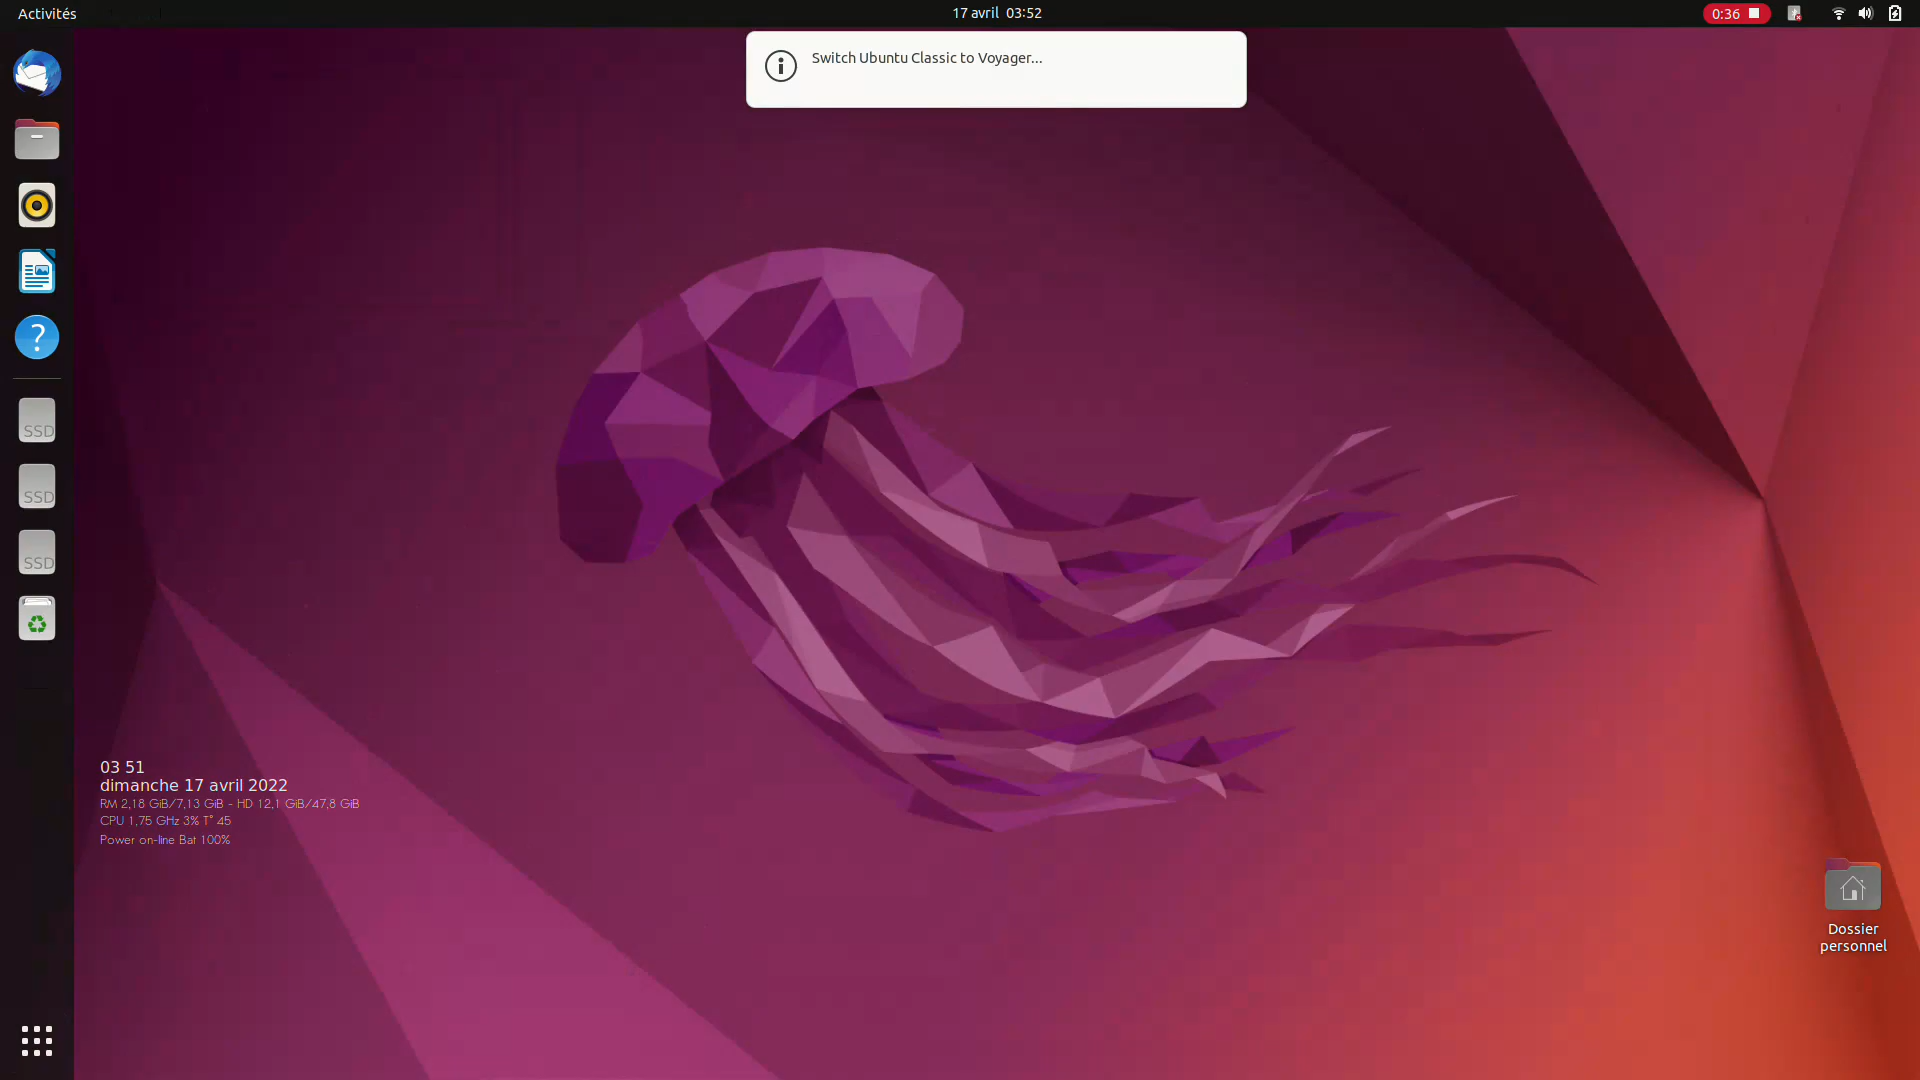 Activités
17 avril 03:52
0:36
Switch Ubuntu Classic to Voyager...
?
SSD
SSD
SSD
03 51
dimanche 17 avril 2022
RM 2,18 GiB/7,13 GiB - HD 12,1 GiB/47,8 GiB
CPU 1,75 GHz 3% T° 45
Power on-line Bat 100%
Dossier
personnel